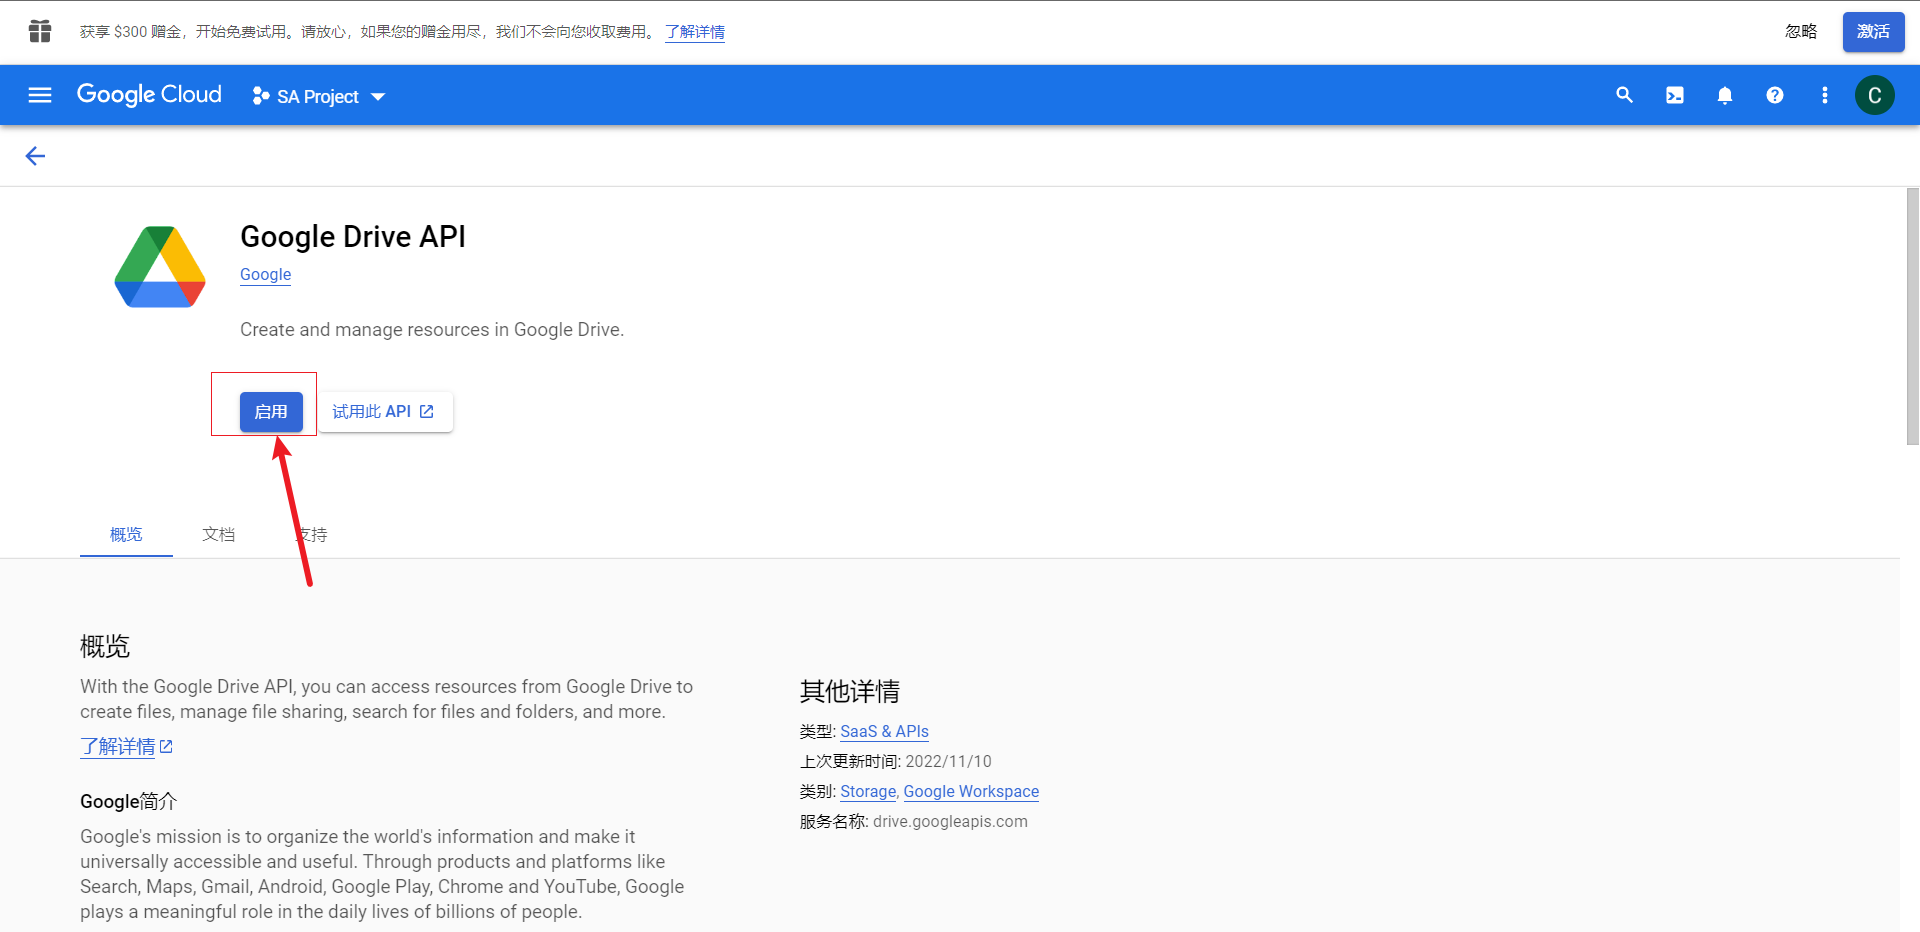 获享 $300 赠金，开始免费试用。请放心，如果您的赠金用尽，我们不会向您收取费用。 了解详情
忽略
激活
Google Cloud
SA Project
C
Google Drive API
Google
Create and manage resources in Google Drive.
启用
试用此 API
概览
文档
支持
概览
With the Google Drive API, you can access resources from Google Drive to
create files, manage file sharing, search for files and folders, and more.
了解详情
Google简介
Google's mission is to organize the world's information and make it
universally accessible and useful. Through products and platforms like
Search, Maps, Gmail, Android, Google Play, Chrome and YouTube, Google
plays a meaningful role in the daily lives of billions of people.
其他详情
类型: SaaS & APIs
上次更新时间: 2022/11/10
类别: Storage, Google Workspace
服务名称: drive.googleapis.com